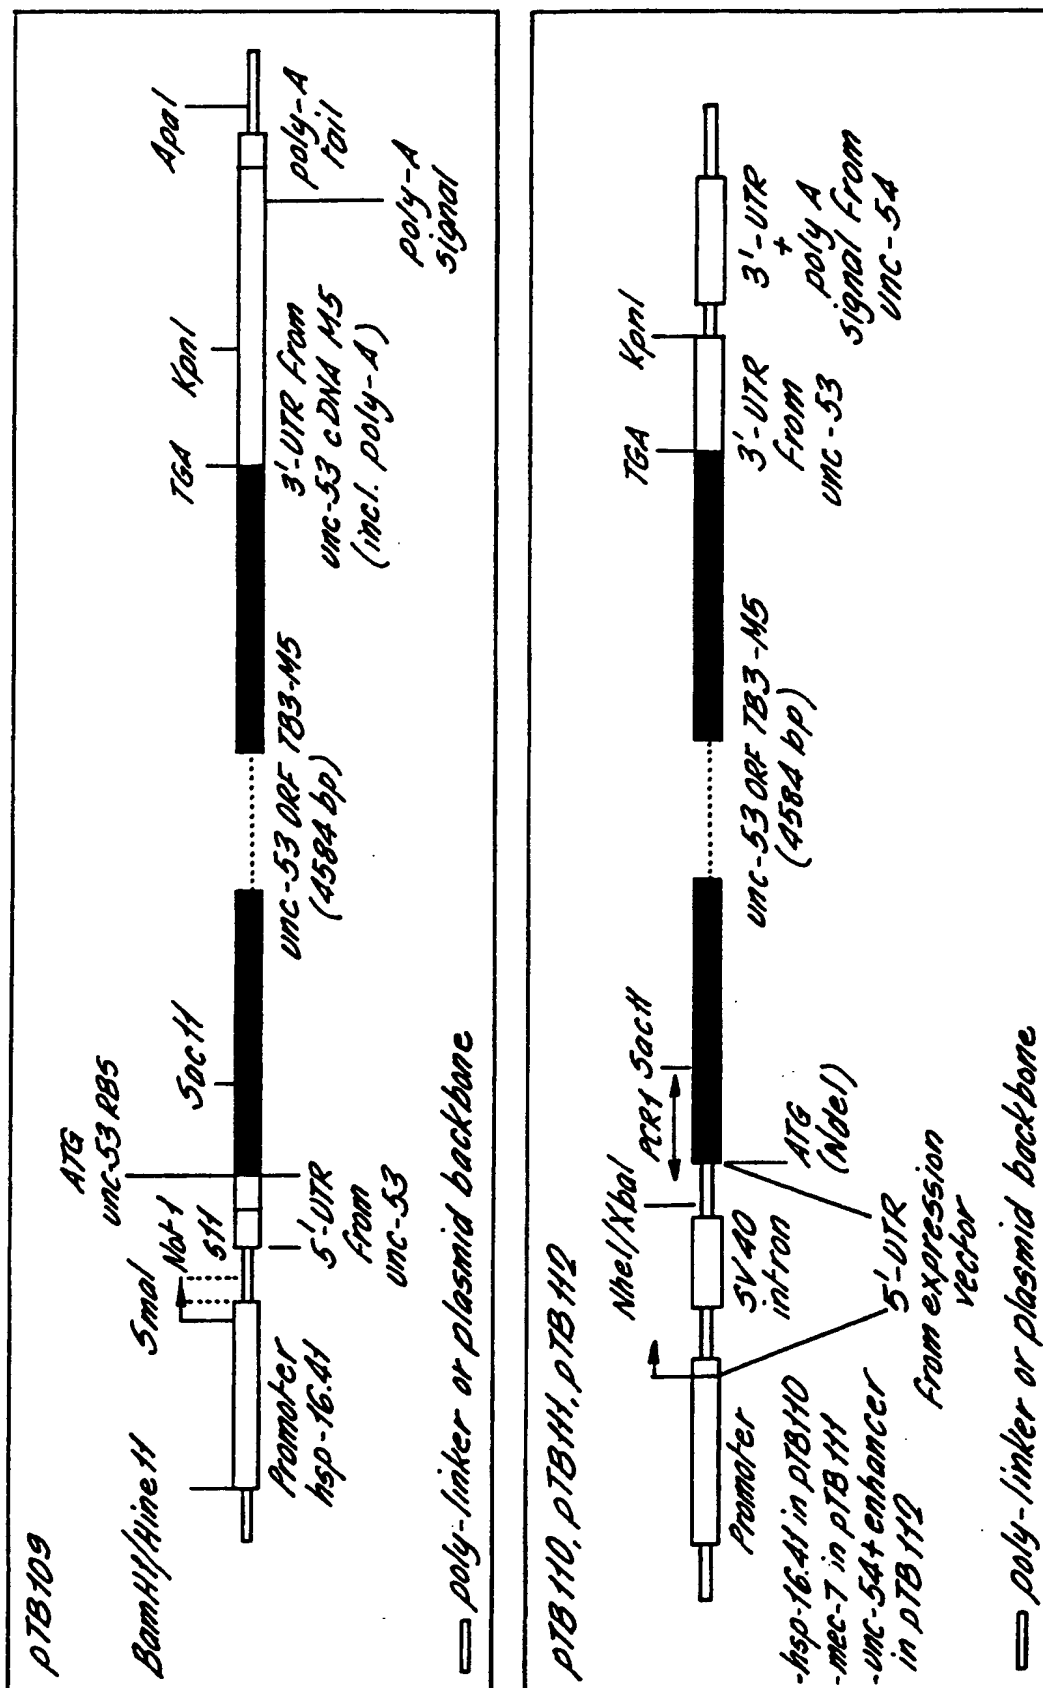 pTB109
BamHI/HincII
SmaI
NotI
stI
ATG
unc-53 RBS
SacII
TGA
KpnI
ApaI
Promoter
hsp-16.41
5'-UTR
from
unc-53
unc-53 ORF TB3-M5
(4584 bp)
3'-UTR from
unc-53 cDNA M5
(incl. poly-A)
poly-A
signal
poly-A
tail
poly-linker or plasmid backbone
pTB110, pTB111, pTB112
NheI/XbaI
PCR1
SacII
TGA
KpnI
Promoter
SV40
intron
ATG
(NdeI)
unc-53 ORF TB3-M5
(4584 bp)
3'-UTR
from
unc-53
3'-UTR
+
poly A
signal from
unc-54
-hsp-16.41 in pTB110
-mec-7 in pTB111
-unc-54+enhancer
in pTB112
5'-UTR
from expression
vector
poly-linker or plasmid backbone